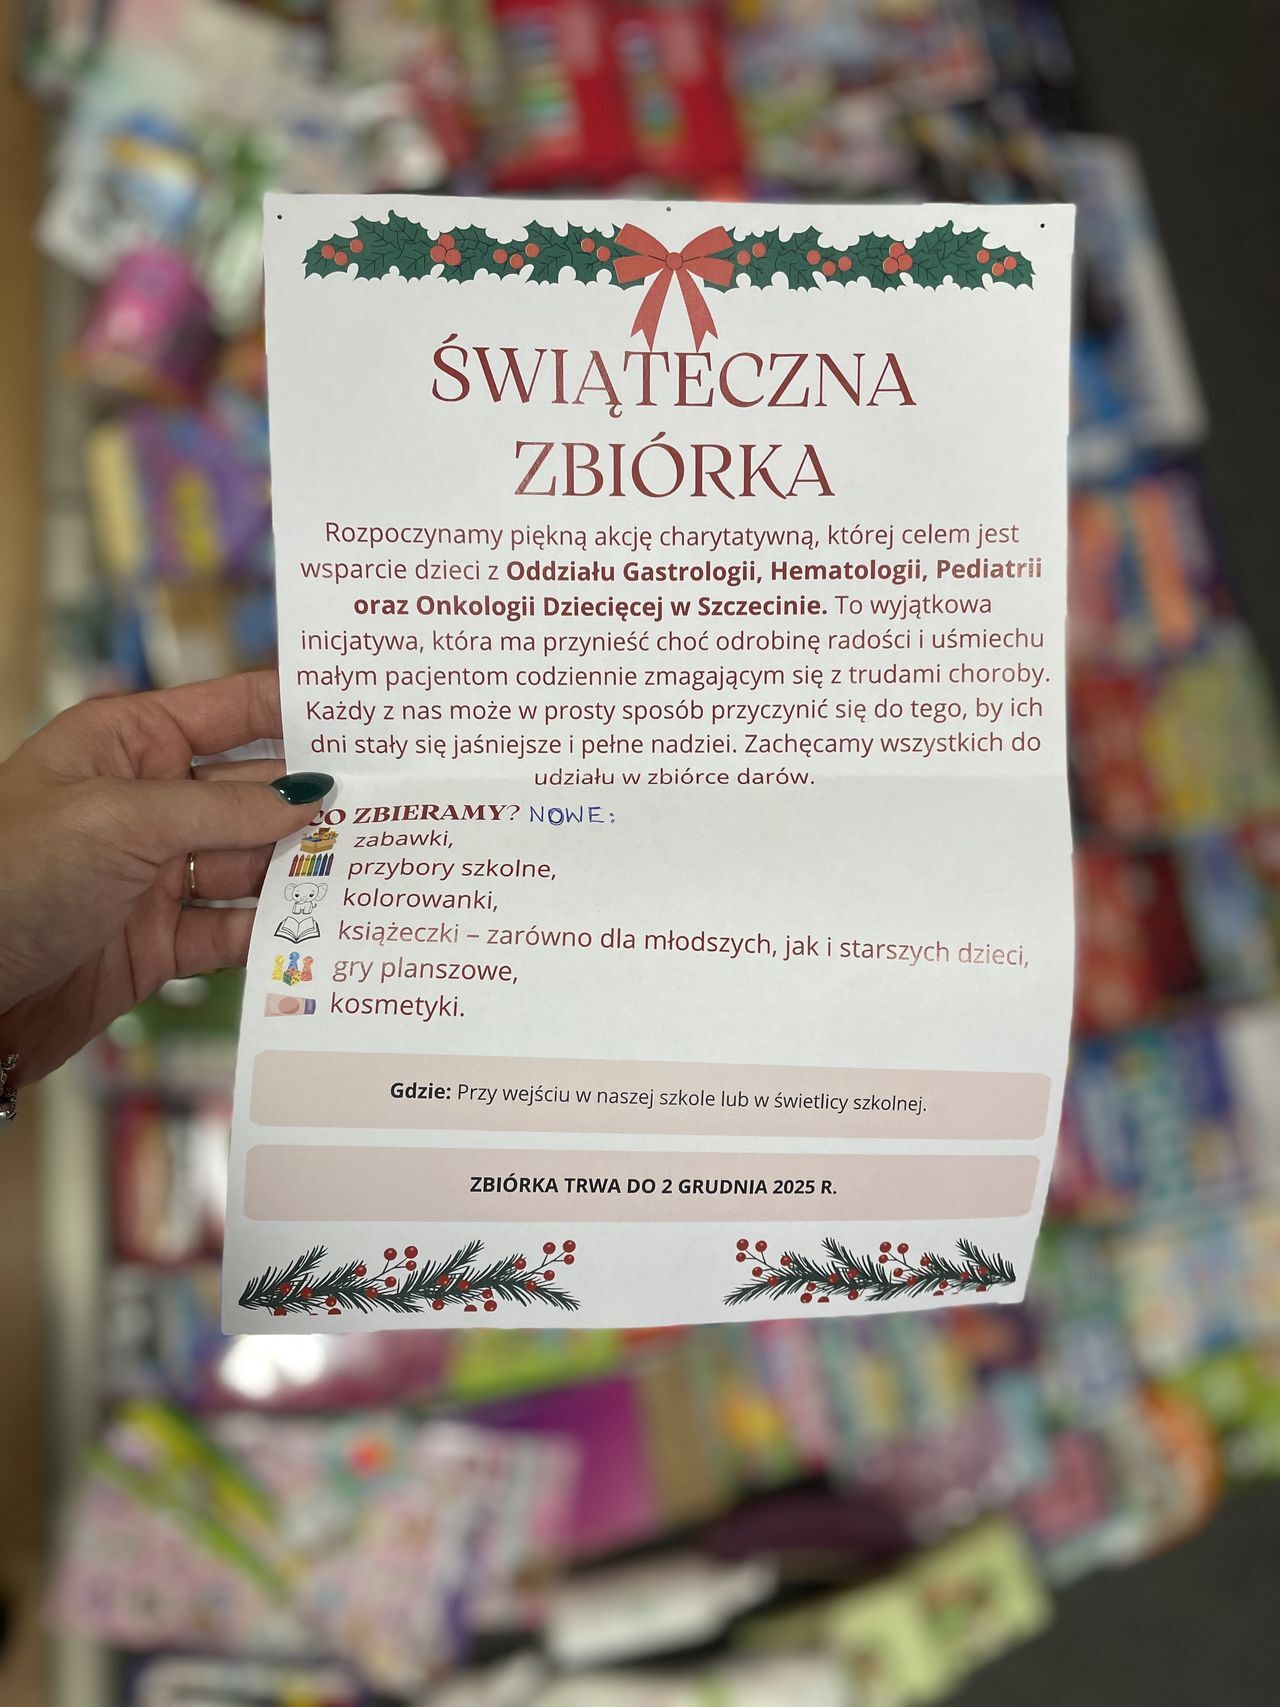 ŚWIĄTECZNA
ZBIÓRKA
Rozpoczynamy piękną akcję charytatywną, której celem jest
wsparcie dzieci z Oddziału Gastrologii, Hematologii, Pediatrii
oraz Onkologii Dziecięcej w Szczecinie. To wyjątkowa
inicjatywa, która ma przynieść choć odrobinę radości i uśmiechu
małym pacjentom codziennie zmagającym się z trudami choroby.
Każdy z nas może w prosty sposób przyczynić się do tego, by ich
dni stały się jaśniejsze i pełne nadziei. Zachęcamy wszystkich do
udziału w zbiórce darów.
CO ZBIERAMY? NOWE:
zabawki,
przybory szkolne,
kolorowanki,
książeczki – zarówno dla młodszych, jak i starszych dzieci,
gry planszowe,
kosmetyki.
Gdzie: Przy wejściu w naszej szkole lub w świetlicy szkolnej.
ZBIÓRKA TRWA DO 2 GRUDNIA 2025 R.